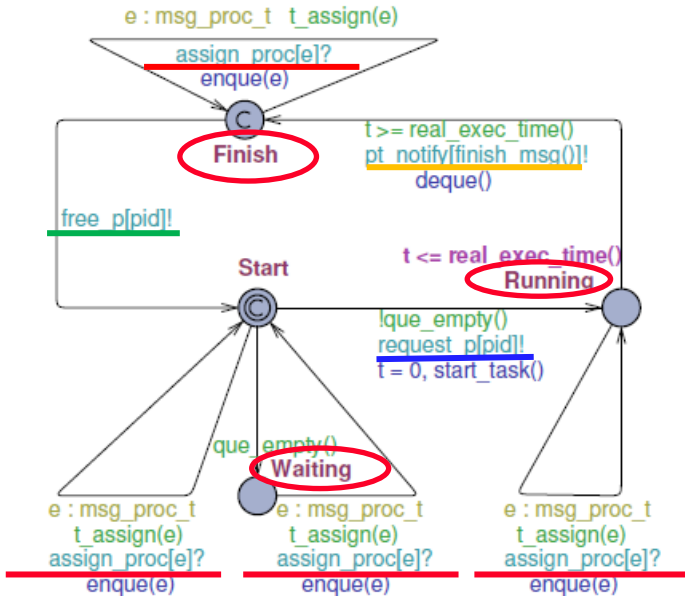 e : msg_proc_t t_assign(e)
assign_proc[e]?
enque(e)
C
Finish
t >= real_exec_time()
pt_notify[finish_msg()]!
deque()
free_p[pid]!
Start
t <= real_exec_time()
Running
C
!que_empty()
request_p[pid]!
t = 0, start_task()
que_empty()
Waiting
e : msg_proc_t
t_assign(e)
assign_proc[e]?
enque(e)
e : msg_proc_t
t_assign(e)
assign_proc[e]?
enque(e)
e : msg_proc_t
t_assign(e)
assign_proc[e]?
enque(e)